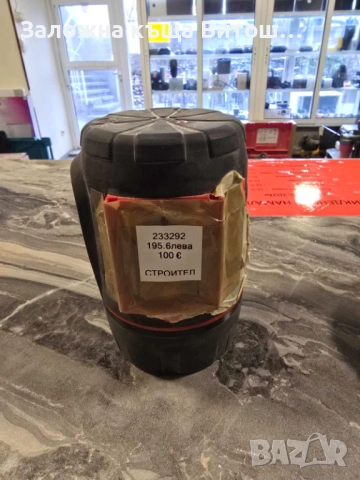 Заложна къща Витош...
233292
195.6лева
100 €
СТРОИТЕЛ
BAZAR